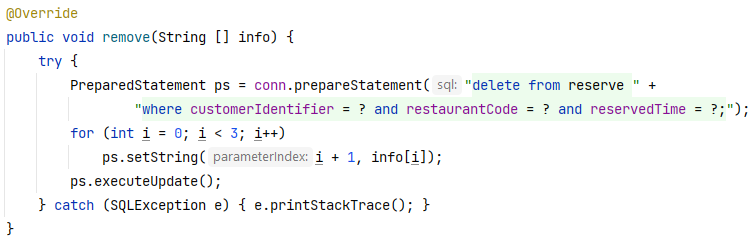 @Override
public void remove(String [] info) {
try {
PreparedStatement ps = conn.prepareStatement( sql: "delete from reserve " +
"where customerIdentifier = ? and restaurantCode = ? and reservedTime = ?;");
for (int i = 0; i < 3; i++)
ps.setString( parameterIndex: i + 1, info[i]);
ps.executeUpdate();
} catch (SQLException e) { e.printStackTrace(); }
}